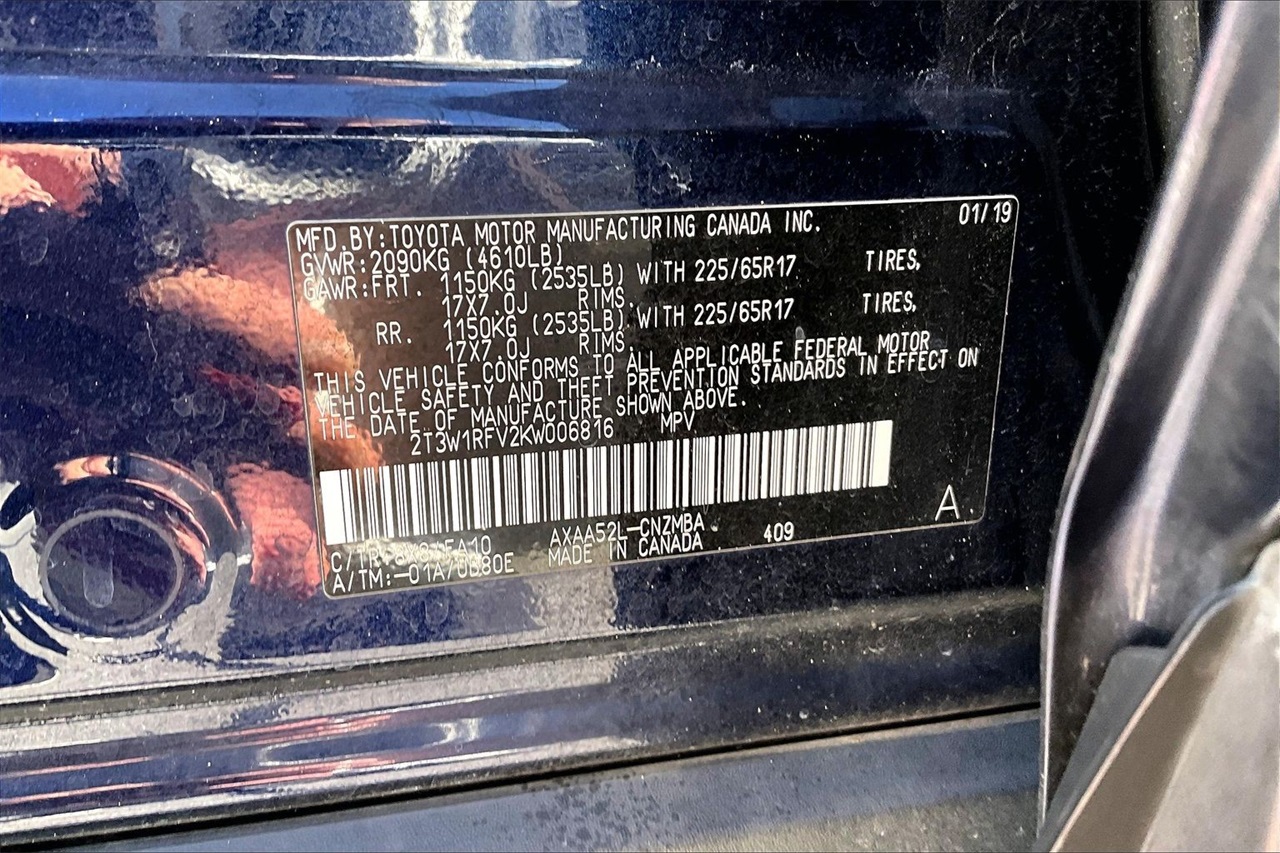 MFD.BY:TOYOTA MOTOR MANUFACTURING CANADA INC. 01/19
GVWR:2090KG (4610LB)
GAWR:FRT. 1150KG (2535LB) WITH 225/65R17 TIRES,
17X7.0J RIMS.
RR. 1150KG (2535LB) WITH 225/65R17 TIRES,
17X7.0J RIMS.
THIS VEHICLE CONFORMS TO ALL APPLICABLE FEDERAL MOTOR
VEHICLE SAFETY AND THEFT PREVENTION STANDARDS IN EFFECT ON
THE DATE OF MANUFACTURE SHOWN ABOVE.
2T3W1RFV2KW006816 MPV
A
C/TR: AXAA52L-CNZMBA 409
A/TM:-01A/ MADE IN CANADA